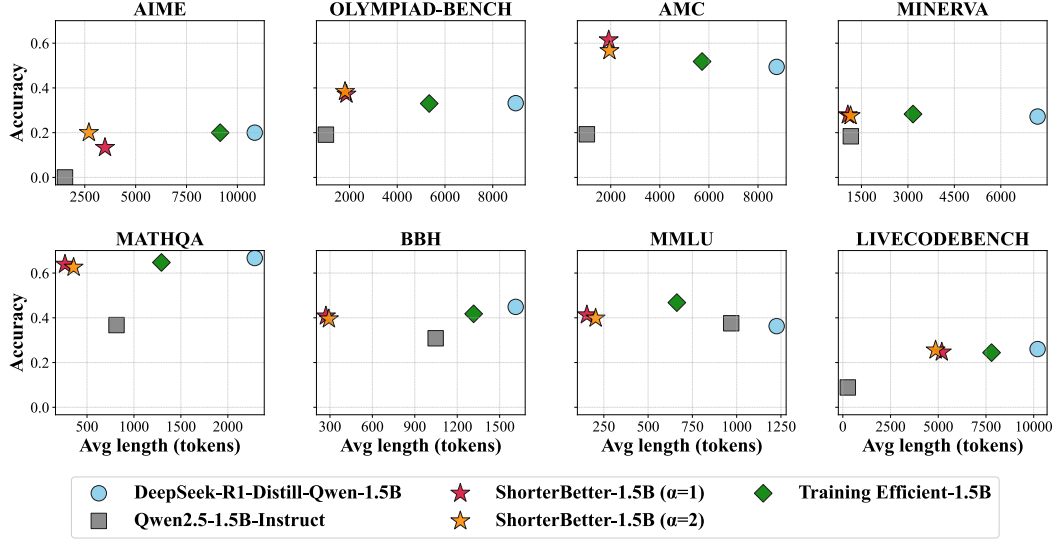 AIME
OLYMPIAD-BENCH
AMC
MINERVA
Accuracy
0.6
0.4
0.2
0.0
2500 5000 7500 10000
2000 4000 6000 8000
2000 4000 6000 8000
1500 3000 4500 6000
MATHQA
BBH
MMLU
LIVECODEBENCH
Accuracy
0.6
0.4
0.2
0.0
500 1000 1500 2000
300 600 900 1200 1500
250 500 750 1000 1250
0 2500 5000 7500 10000
Avg length (tokens)
Avg length (tokens)
Avg length (tokens)
Avg length (tokens)
DeepSeek-R1-Distill-Qwen-1.5B
ShorterBetter-1.5B (α=1)
Training Efficient-1.5B
Qwen2.5-1.5B-Instruct
ShorterBetter-1.5B (α=2)